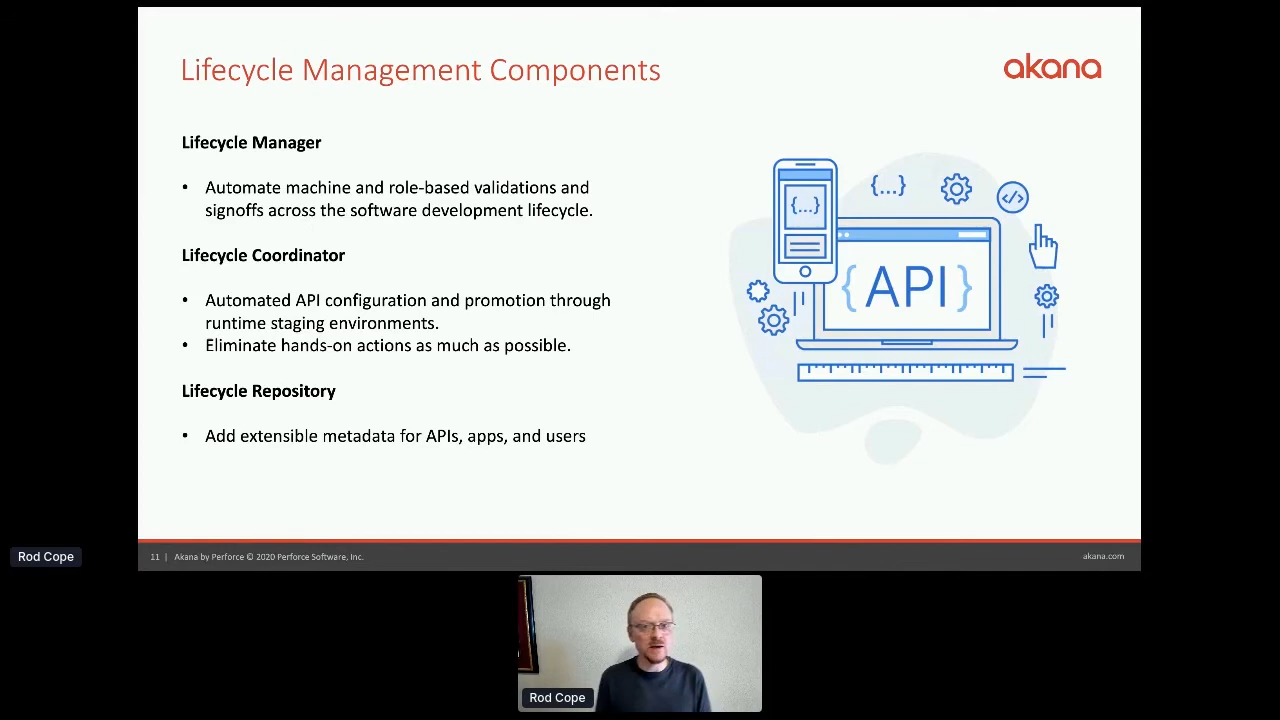 Lifecycle Management Components
akana
Lifecycle Manager
• Automate machine and role-based validations and
signoffs across the software development lifecycle.
Lifecycle Coordinator
• Automated API configuration and promotion through
runtime staging environments.
• Eliminate hands-on actions as much as possible.
Lifecycle Repository
• Add extensible metadata for APIs, apps, and users
{...}
{...}
</>
{API}
11 | Akana by Perforce © 2020 Perforce Software, Inc.
akana.com
Rod Cope
Rod Cope